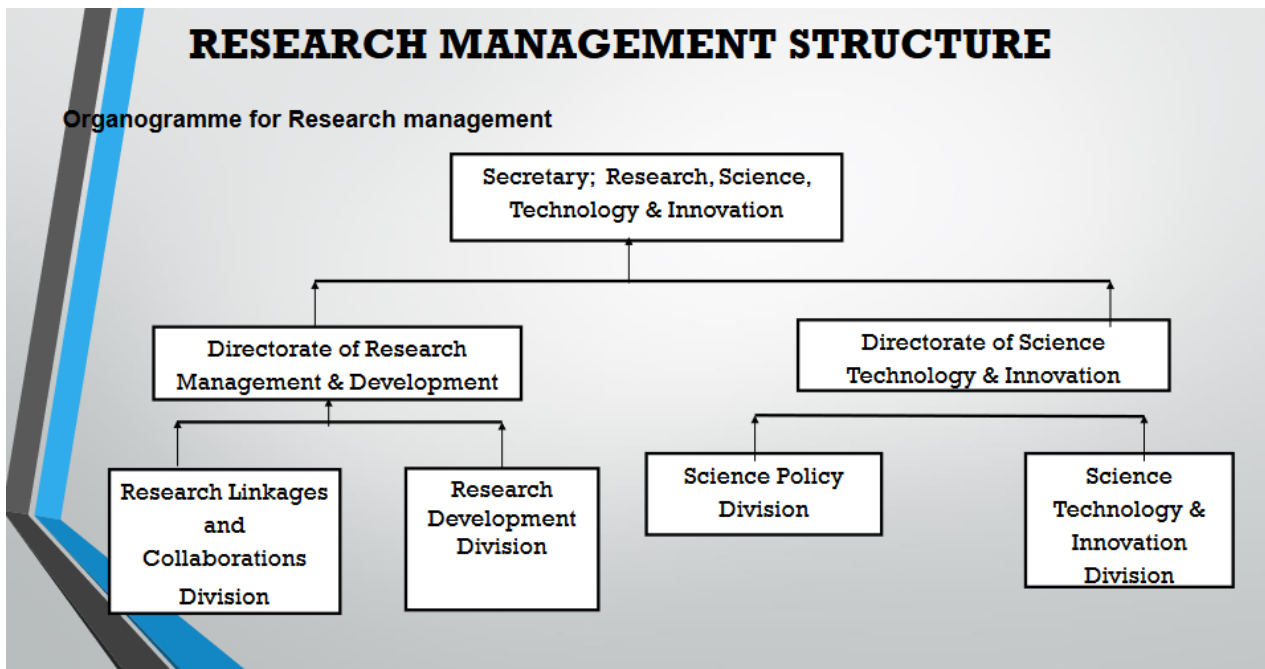 RESEARCH MANAGEMENT STRUCTURE
Organogramme for Research management
Secretary; Research, Science,
Technology & Innovation
Directorate of Research
Management & Development
Directorate of Science
Technology & Innovation
Research Linkages
and
Collaborations
Division
Research
Development
Division
Science Policy
Division
Science
Technology &
Innovation
Division